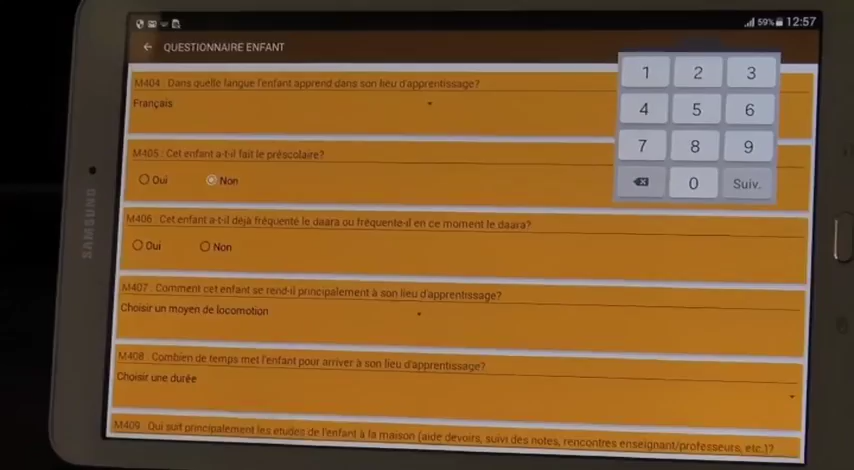 59% 12:57
QUESTIONNAIRE ENFANT
M404 : Dans quelle langue l'enfant apprend dans son lieu d'apprentissage?
Français
M405 : Cet enfant a-t-il fait le préscolaire?
Oui Non
M406 : Cet enfant a-t-il déjà fréquenté le daara ou fréquente-il en ce moment le daara?
Oui Non
M407 : Comment cet enfant se rend-il principalement à son lieu d'apprentissage?
Choisir un moyen de locomotion
M408 : Combien de temps met l'enfant pour arriver à son lieu d'apprentissage?
Choisir une durée
M409 : Qui suit principalement les études de l'enfant à la maison (aide devoirs, suivi des notes, rencontres enseignant/professeurs, etc.)?
1 2 3
4 5 6
7 8 9
0 Suiv.
SAMSUNG